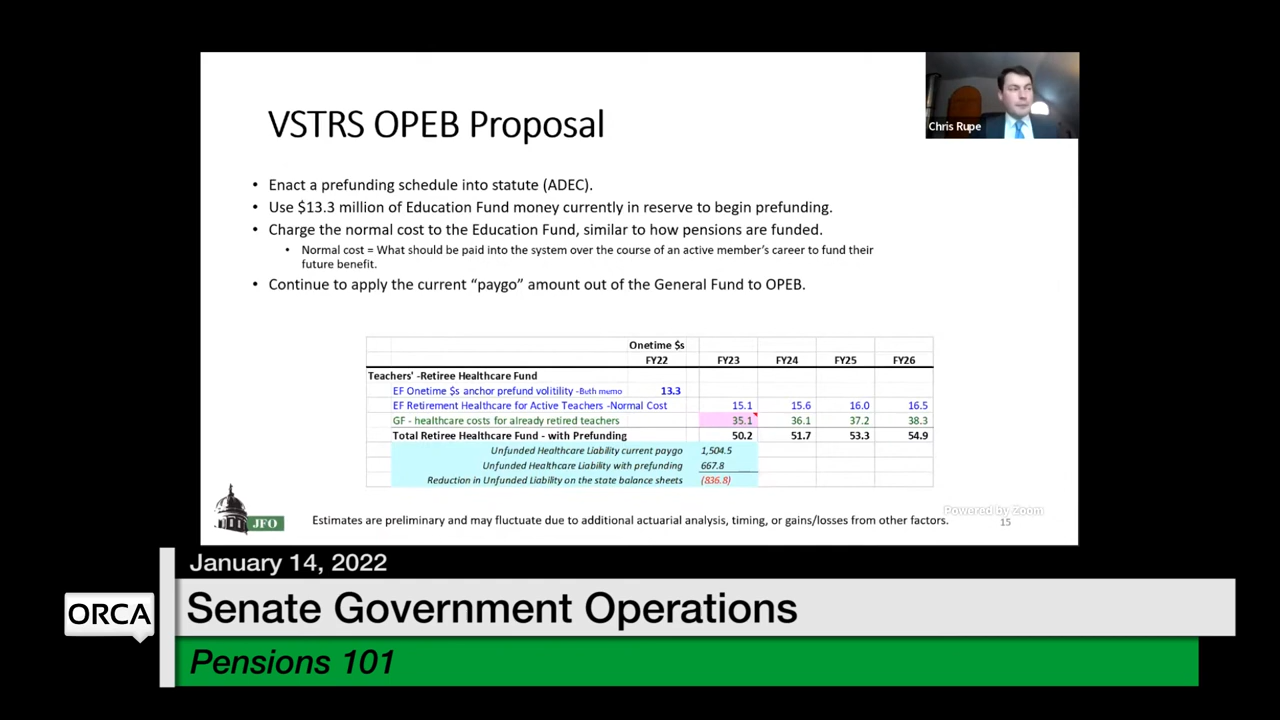 VSTRS OPEB Proposal
Chris Rupe
• Enact a prefunding schedule into statute (ADEC).
• Use $13.3 million of Education Fund money currently in reserve to begin prefunding.
• Charge the normal cost to the Education Fund, similar to how pensions are funded.
• Normal cost = What should be paid into the system over the course of an active member's career to fund their
future benefit.
• Continue to apply the current “paygo” amount out of the General Fund to OPEB.
Onetime $s
FY22 FY23 FY24 FY25 FY26
Teachers' -Retiree Healthcare Fund
EF Onetime $s anchor prefund volitility -Beth memo 13.3
EF Retirement Healthcare for Active Teachers -Normal Cost 15.1 15.6 16.0 16.5
GF - healthcare costs for already retired teachers 35.1 36.1 37.2 38.3
Total Retiree Healthcare Fund - with Prefunding 50.2 51.7 53.3 54.9
Unfunded Healthcare Liability current paygo 1,504.5
Unfunded Healthcare Liability with prefunding 667.8
Reduction in Unfunded Liability on the state balance sheets (836.8)
JFO
Estimates are preliminary and may fluctuate due to additional actuarial analysis, timing, or gains/losses from other factors.
Powered by Zoom
15
January 14, 2022
ORCA
Senate Government Operations
Pensions 101